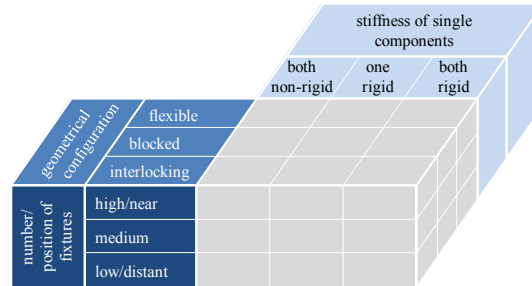 stiffness of single
components
both
non-rigid
one
rigid
both
rigid
geometrical
configuration
flexible
blocked
interlocking
number/
position of
fixtures
high/near
medium
low/distant